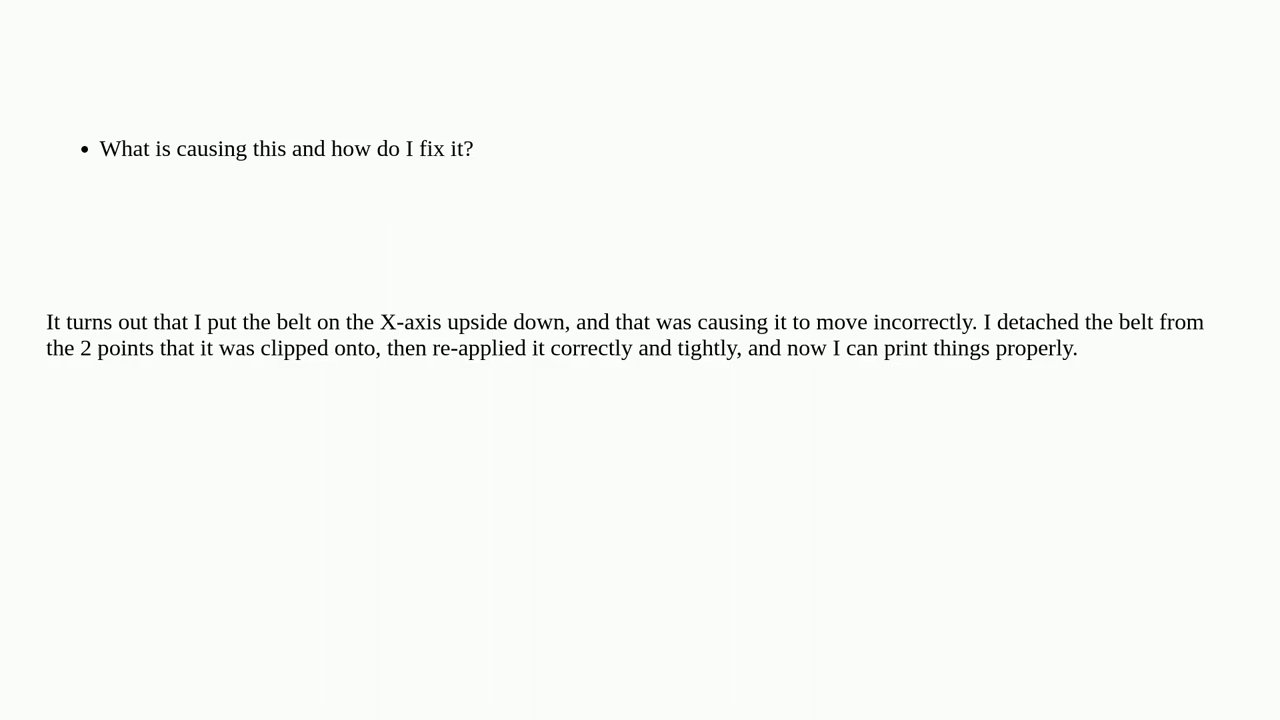 • What is causing this and how do I fix it?
It turns out that I put the belt on the X-axis upside down, and that was causing it to move incorrectly. I detached the belt from
the 2 points that it was clipped onto, then re-applied it correctly and tightly, and now I can print things properly.